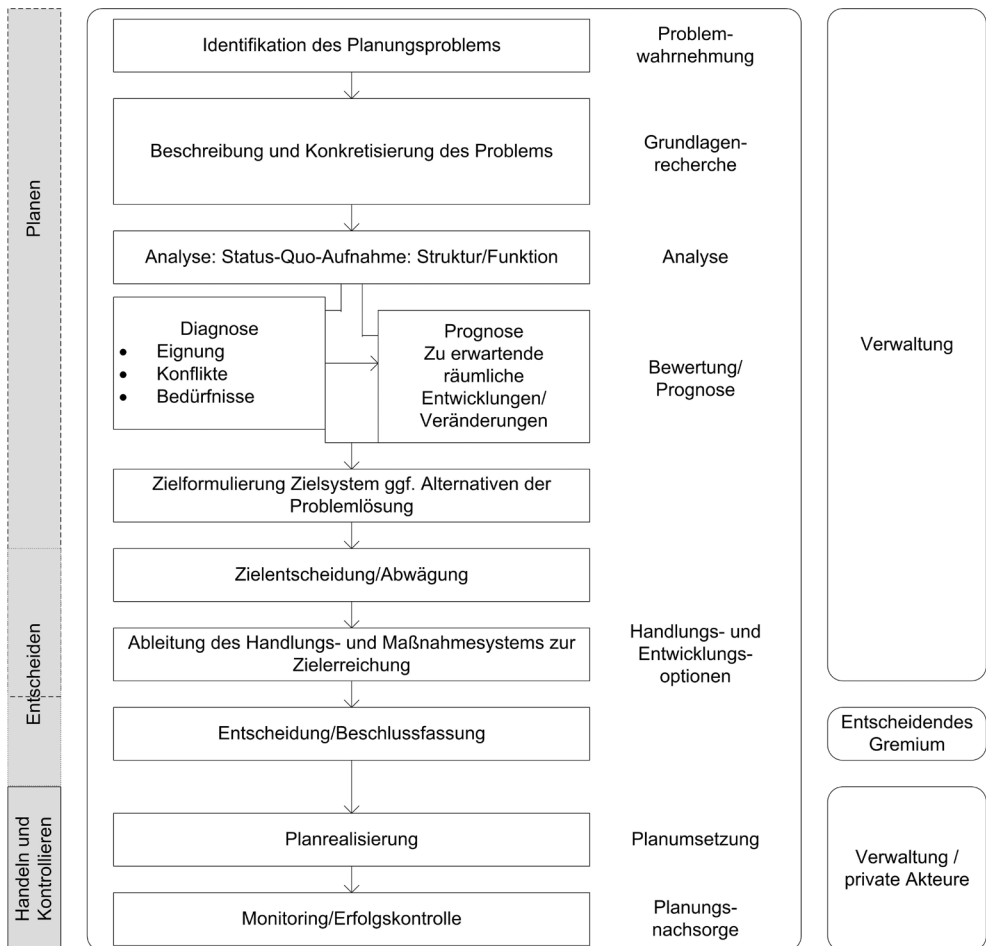 Planen
Entscheiden
Handeln und
Kontrollieren
Identifikation des Planungsproblems
Problem-
wahrnehmung
Beschreibung und Konkretisierung des Problems
Grundlagen-
recherche
Analyse: Status-Quo-Aufnahme: Struktur/Funktion
Analyse
Diagnose
• Eignung
• Konflikte
• Bedürfnisse
Prognose
Zu erwartende
räumliche
Entwicklungen/
Veränderungen
Bewertung/
Prognose
Zielformulierung Zielsystem ggf. Alternativen der
Problemlösung
Zielentscheidung/Abwägung
Ableitung des Handlungs- und Maßnahmesystems zur
Zielerreichung
Handlungs- und
Entwicklungs-
optionen
Entscheidung/Beschlussfassung
Planrealisierung
Planumsetzung
Monitoring/Erfolgskontrolle
Planungs-
nachsorge
Verwaltung
Entscheidendes
Gremium
Verwaltung /
private Akteure